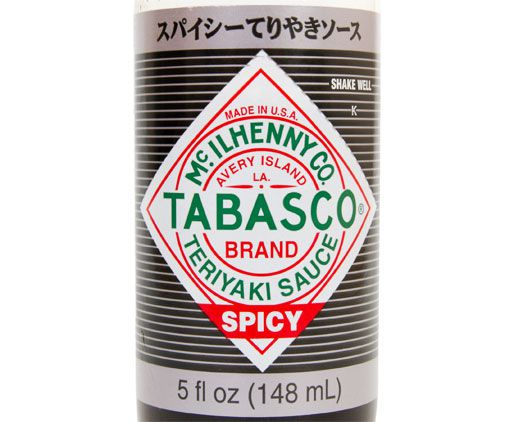 スパイシーてりやきソース
SHAKE WELL
K
MADE IN U.S.A.
McILHENNY CO.
AVERY ISLAND
LA.
TABASCO®
BRAND
TERIYAKI SAUCE
SPICY
5 fl oz (148 mL)